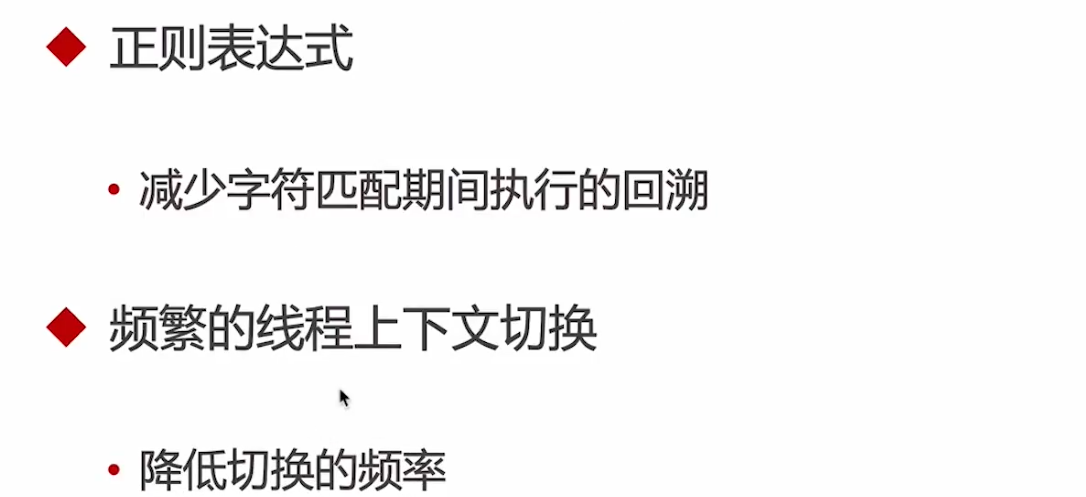 正则表达式
减少字符匹配期间执行的回溯
频繁的线程上下文切换
降低切换的频率